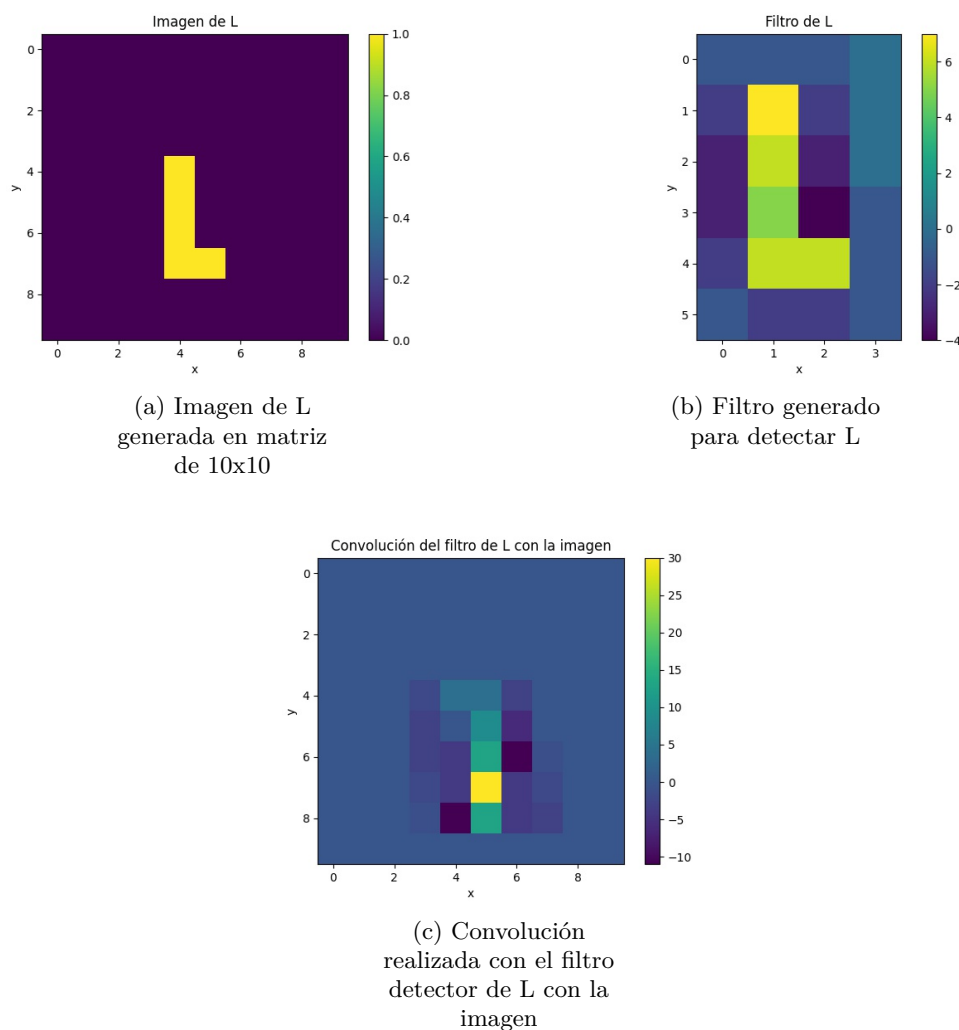 Imagen de L
0
2
4
6
8
y
0 2 4 6 8
x
1.0
0.8
0.6
0.4
0.2
0.0
(a) Imagen de L
generada en matriz
de 10x10
Filtro de L
0
1
2
3
4
5
y
0 1 2 3
x
6
4
2
0
−2
−4
(b) Filtro generado
para detectar L
Convolución del filtro de L con la imagen
0
2
4
6
8
y
0 2 4 6 8
x
30
25
20
15
10
5
0
−5
−10
(c) Convolución
realizada con el filtro
detector de L con la
imagen